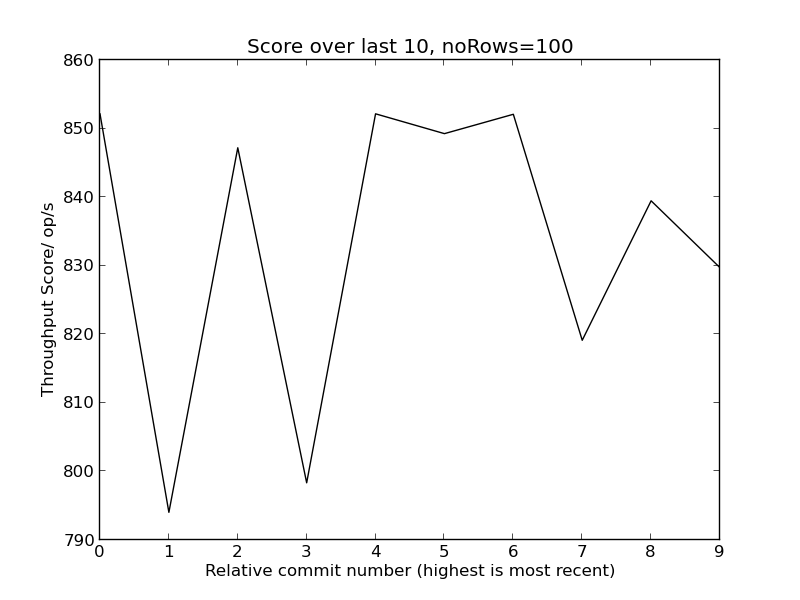 Score over last 10, noRows=100
860
850
840
830
820
810
800
790
Throughput Score/ op/s
0 1 2 3 4 5 6 7 8 9
Relative commit number (highest is most recent)